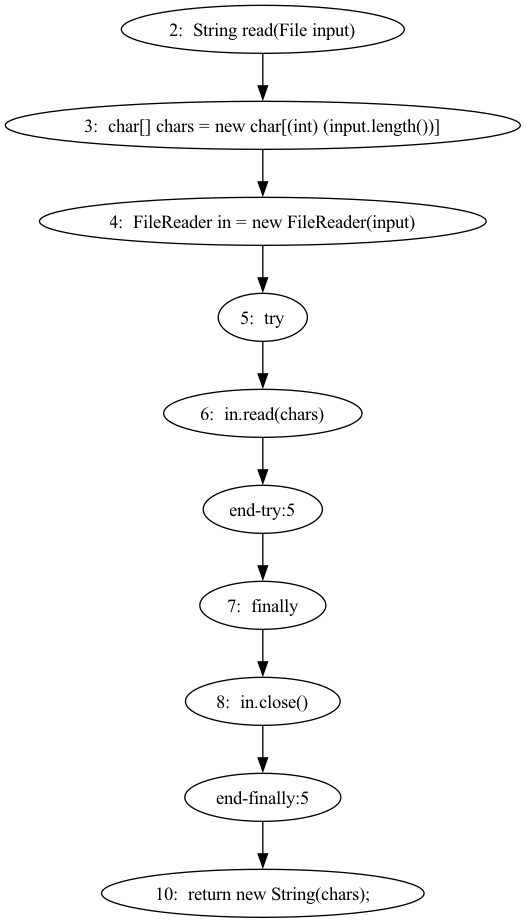 2:  String read(File input)
3:  char[] chars = new char[(int) (input.length())]
4:  FileReader in = new FileReader(input)
5:  try
6:  in.read(chars)
end-try:5
7:  finally
8:  in.close()
end-finally:5
10:  return new String(chars);